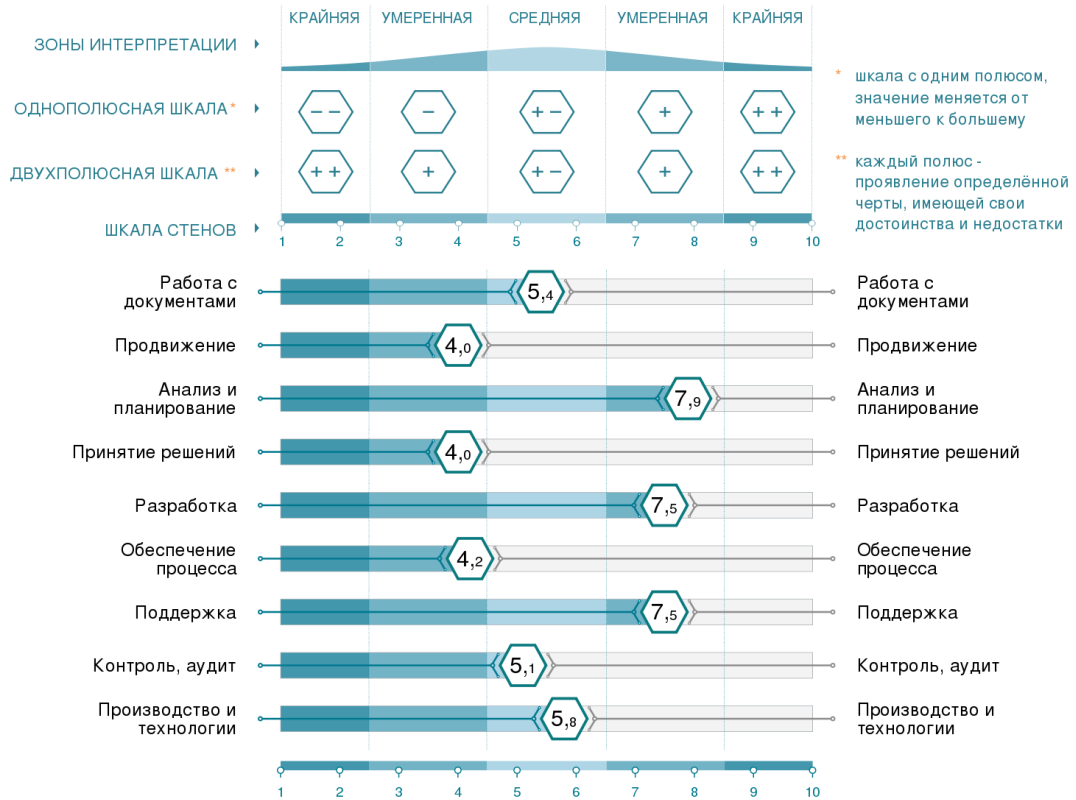 КРАЙНЯЯ УМЕРЕННАЯ СРЕДНЯЯ УМЕРЕННАЯ КРАЙНЯЯ
ЗОНЫ ИНТЕРПРЕТАЦИИ
ОДНОПОЛЮСНАЯ ШКАЛА *
− − − + − + + +
* шкала с одним полюсом,
значение меняется от
меньшего к большему
ДВУХПОЛЮСНАЯ ШКАЛА **
+ + + + − + + +
** каждый полюс -
проявление определённой
черты, имеющей свои
достоинства и недостатки
ШКАЛА СТЕНОВ
1 2 3 4 5 6 7 8 9 10
Работа с
документами
5,4
Работа с
документами
Продвижение 4,0 Продвижение
Анализ и
планирование
7,9
Анализ и
планирование
Принятие решений 4,0 Принятие решений
Разработка 7,5 Разработка
Обеспечение
процесса
4,2
Обеспечение
процесса
Поддержка 7,5 Поддержка
Контроль, аудит 5,1 Контроль, аудит
Производство и
технологии
5,8
Производство и
технологии
1 2 3 4 5 6 7 8 9 10